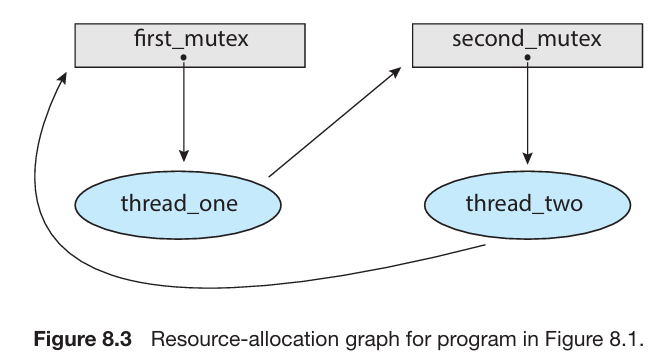 first_mutex
second_mutex
thread_one
thread_two
Figure 8.3 Resource-allocation graph for program in Figure 8.1.